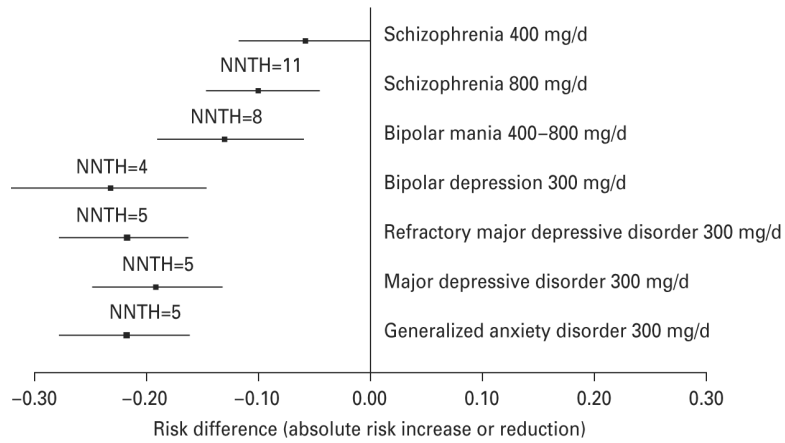 Schizophrenia 400 mg/d
NNTH=11
Schizophrenia 800 mg/d
NNTH=8
Bipolar mania 400–800 mg/d
NNTH=4
Bipolar depression 300 mg/d
NNTH=5
Refractory major depressive disorder 300 mg/d
NNTH=5
Major depressive disorder 300 mg/d
NNTH=5
Generalized anxiety disorder 300 mg/d
−0.30 −0.20 −0.10 0.00 0.10 0.20 0.30
Risk difference (absolute risk increase or reduction)